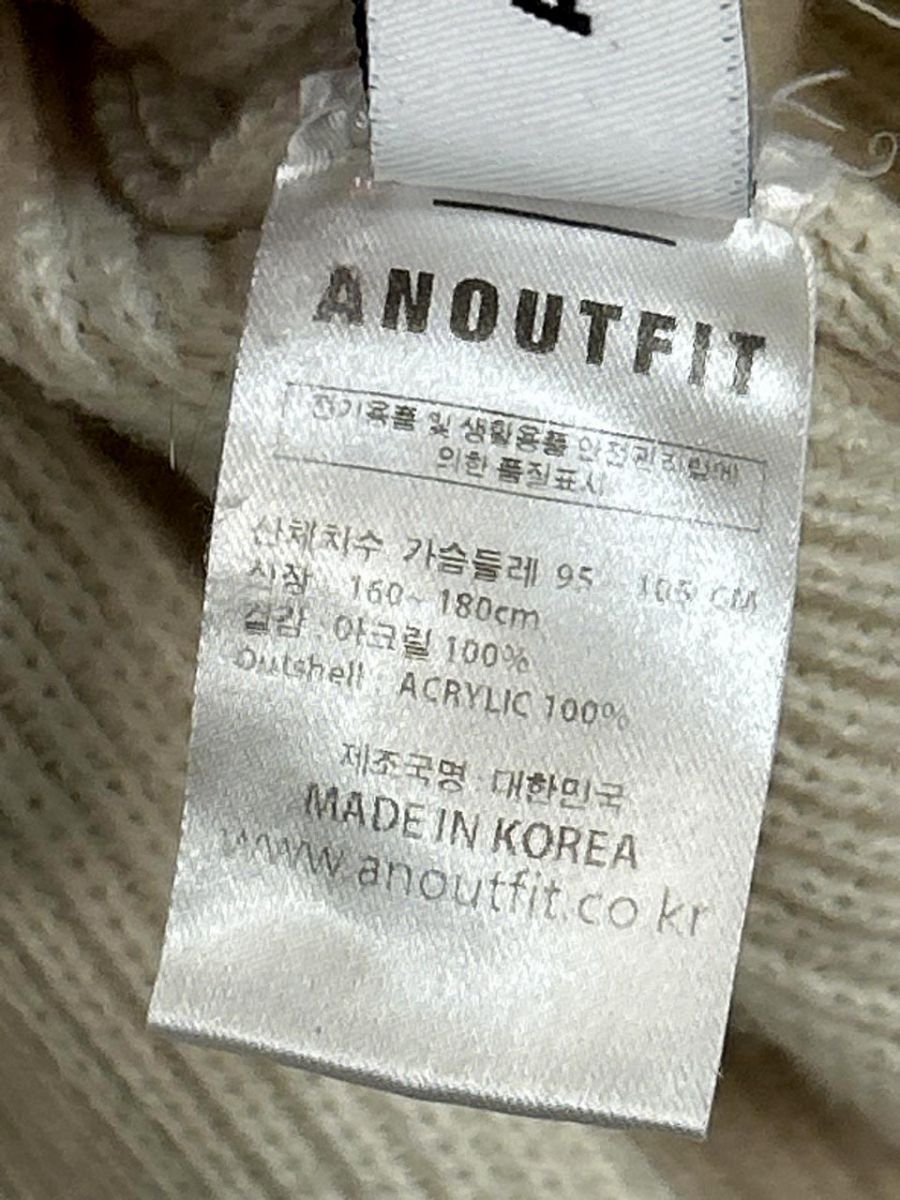 ANOUTFIT
전기용품 및 생활용품 안전관리법에
의한 품질표시
신체치수 가슴둘레 95 105 CM
신장 160~180cm
겉감 : 아크릴 100%
Outshell : ACRYLIC 100%
제조국명 : 대한민국
MADE IN KOREA
www.anoutfit.co.kr